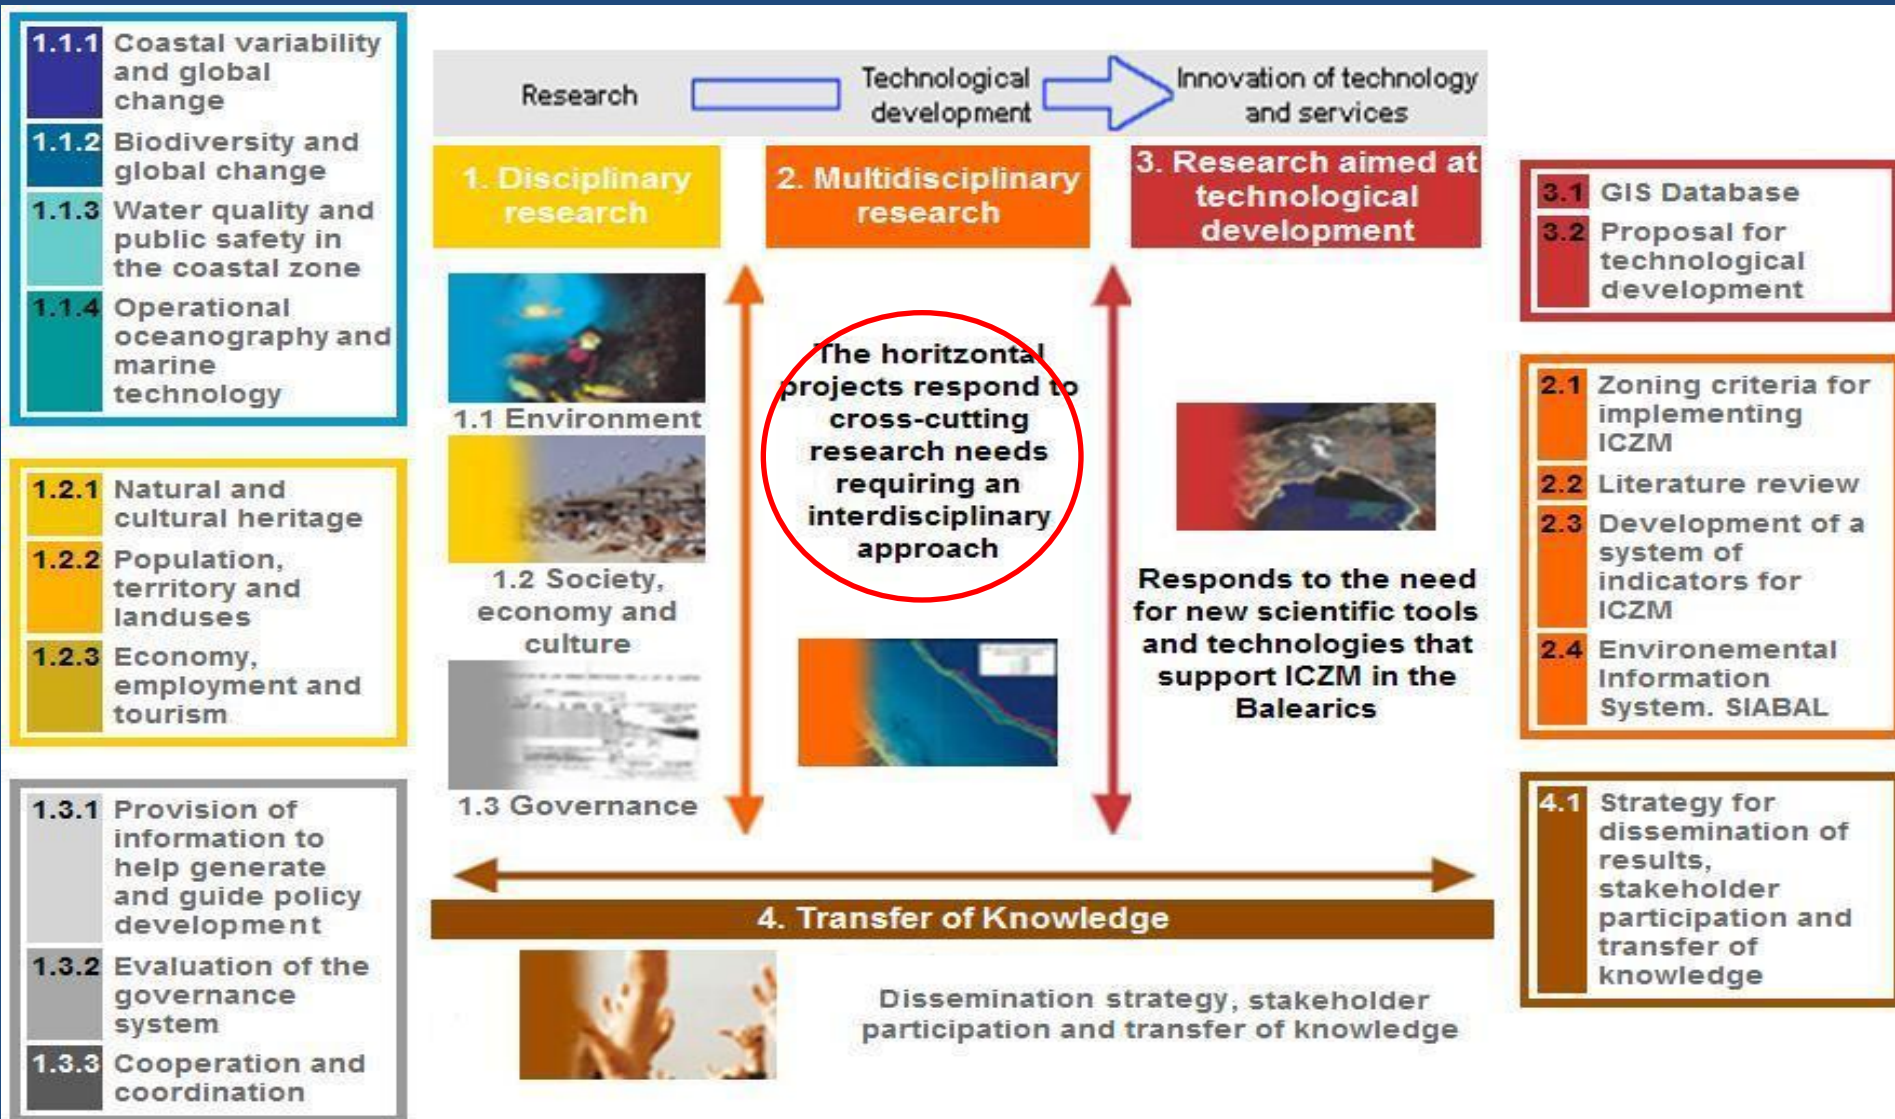 1.1.1 Coastal variability
and global
change
1.1.2 Biodiversity and
global change
1.1.3 Water quality and
public safety in
the coastal zone
1.1.4 Operational
oceanography and
marine
technology
1.2.1 Natural and
cultural heritage
1.2.2 Population,
territory and
landuses
1.2.3 Economy,
employment and
tourism
1.3.1 Provision of
information to
help generate
and guide policy
development
1.3.2 Evaluation of the
governance
system
1.3.3 Cooperation and
coordination
Research
Technological
development
Innovation of technology
and services
1. Disciplinary
research
2. Multidisciplinary
research
3. Research aimed at
technological
development
1.1 Environment
1.2 Society,
economy and
culture
1.3 Governance
The horitzontal
projects respond to
cross-cutting
research needs
requiring an
interdisciplinary
approach
Responds to the need
for new scientific tools
and technologies that
support ICZM in the
Balearics
4. Transfer of Knowledge
Dissemination strategy, stakeholder
participation and transfer of knowledge
3.1 GIS Database
3.2 Proposal for
technological
development
2.1 Zoning criteria for
implementing
ICZM
2.2 Literature review
2.3 Development of a
system of
indicators for
ICZM
2.4 Environemental
Information
System. SIABAL
4.1 Strategy for
dissemination of
results,
stakeholder
participation and
transfer of
knowledge